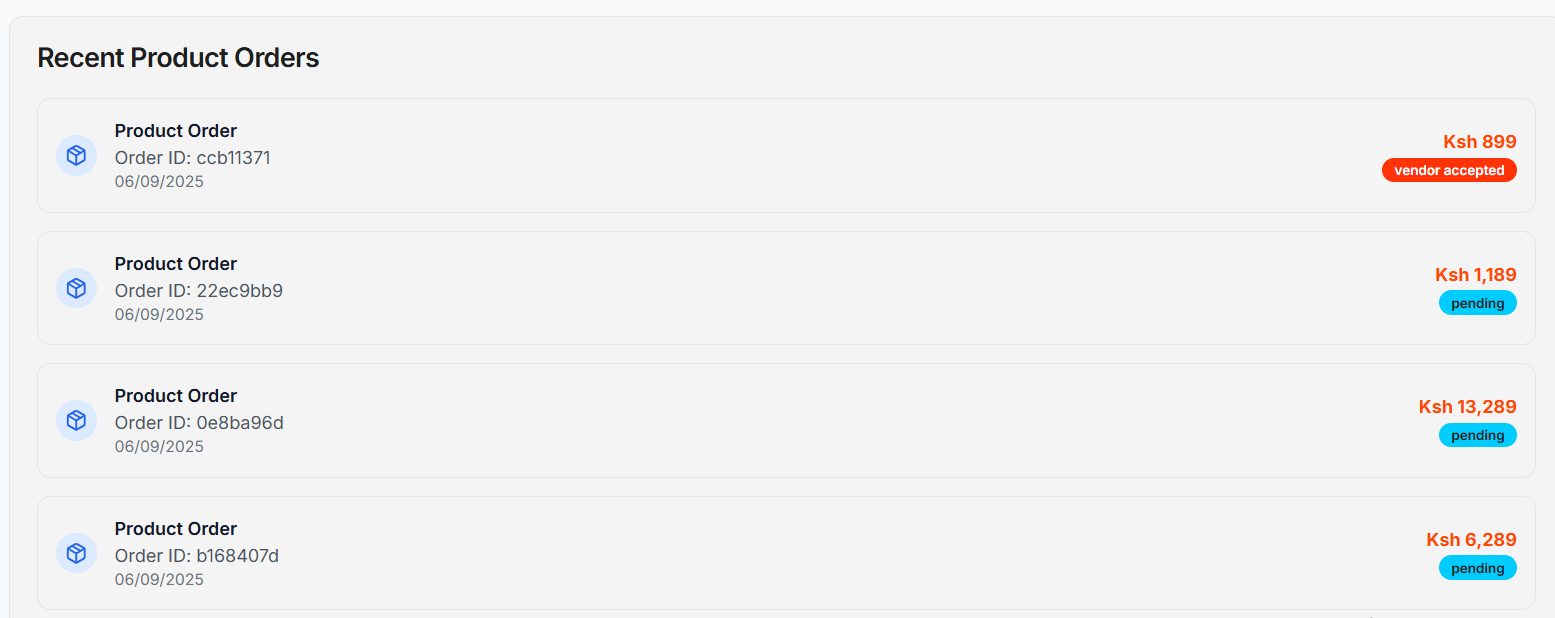 Recent Product Orders
Product Order
Order ID: ccb11371
06/09/2025
Ksh 899
vendor accepted
Product Order
Order ID: 22ec9bb9
06/09/2025
Ksh 1,189
pending
Product Order
Order ID: 0e8ba96d
06/09/2025
Ksh 13,289
pending
Product Order
Order ID: b168407d
06/09/2025
Ksh 6,289
pending